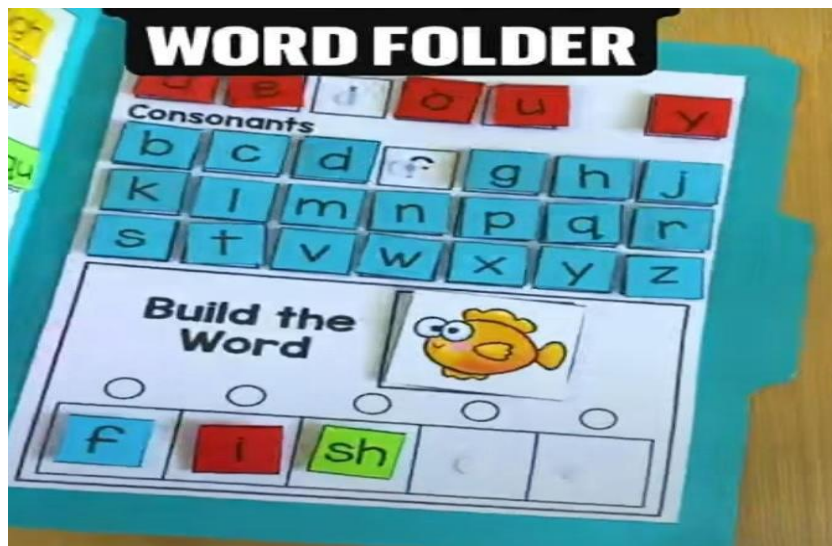 WORD FOLDER
e o u y
Consonants
b c d f g h j
k l m n p q r
s t v w x y z
Build the
Word
f i sh